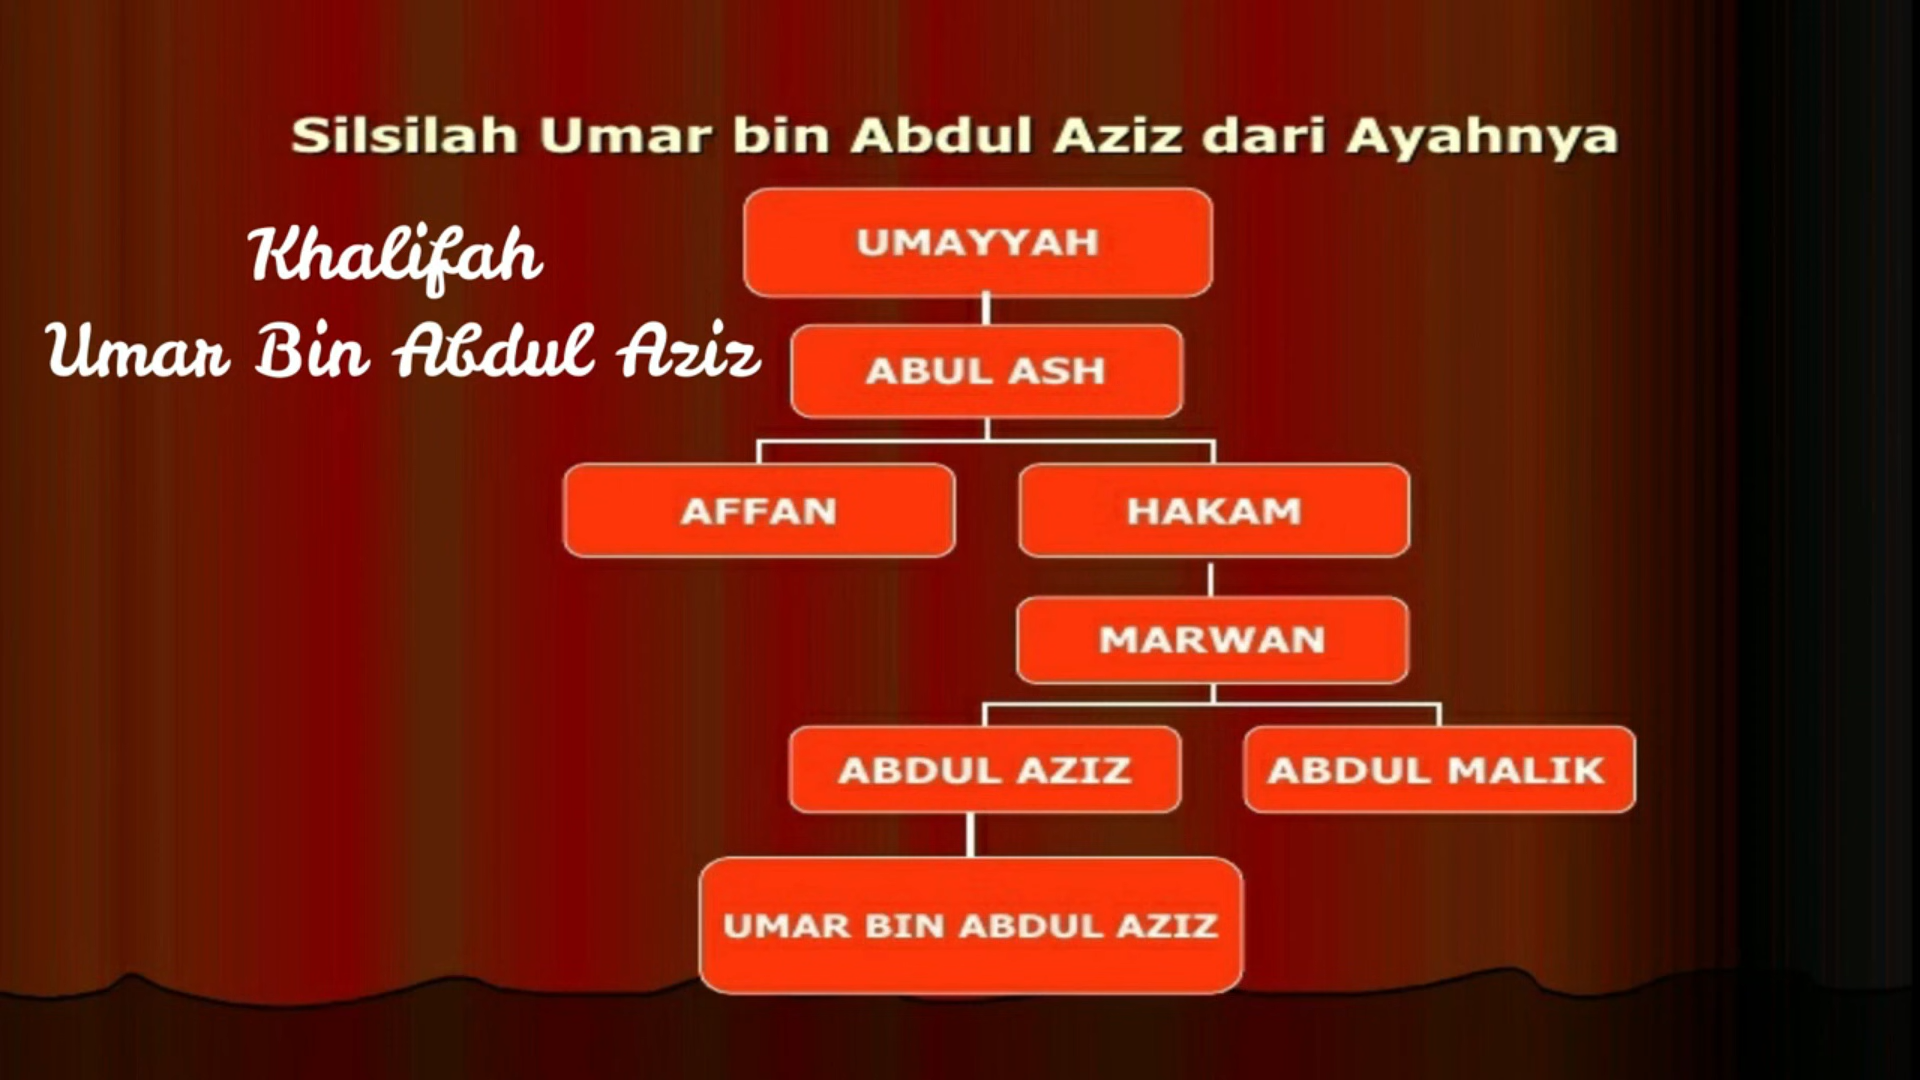 Silsilah Umar bin Abdul Aziz dari Ayahnya
Khalifah
Umar Bin Abdul Aziz
UMAYYAH
ABUL ASH
AFFAN
HAKAM
MARWAN
ABDUL AZIZ
ABDUL MALIK
UMAR BIN ABDUL AZIZ